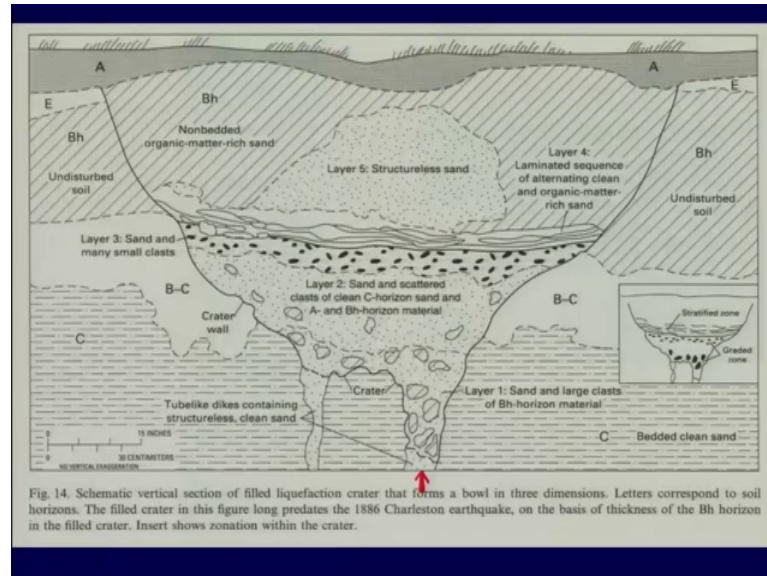 A
A
E
E
Bh
Nonbedded
organic-matter-rich sand
Bh
Undisturbed
soil
Layer 5: Structureless sand
Layer 4:
Laminated sequence
of alternating clean
and organic-matter-
rich sand
Bh
Undisturbed
soil
Layer 3: Sand and
many small clasts
Layer 2: Sand and scattered
clasts of clean C-horizon sand and
A- and Bh-horizon material
B–C
B–C
Crater
wall
C
Stratified zone
Graded
zone
Crater
Tubelike dikes containing
structureless, clean sand
Layer 1: Sand and large clasts
of Bh-horizon material
C
Bedded clean sand
0 15 INCHES
0 30 CENTIMETERS
NO VERTICAL EXAGGERATION
Fig. 14. Schematic vertical section of filled liquefaction crater that forms a bowl in three dimensions. Letters correspond to soil
horizons. The filled crater in this figure long predates the 1886 Charleston earthquake, on the basis of thickness of the Bh horizon
in the filled crater. Insert shows zonation within the crater.